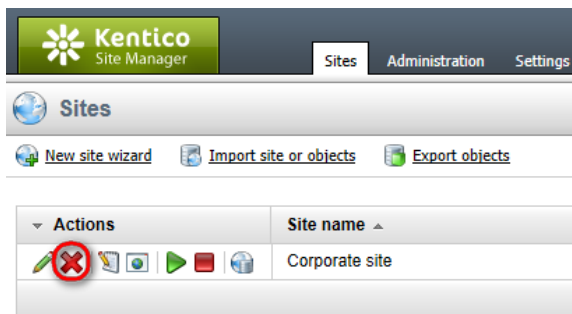 Kentico
Site Manager
Sites Administration Settings
Sites
New site wizard Import site or objects Export objects
Actions Site name
Corporate site